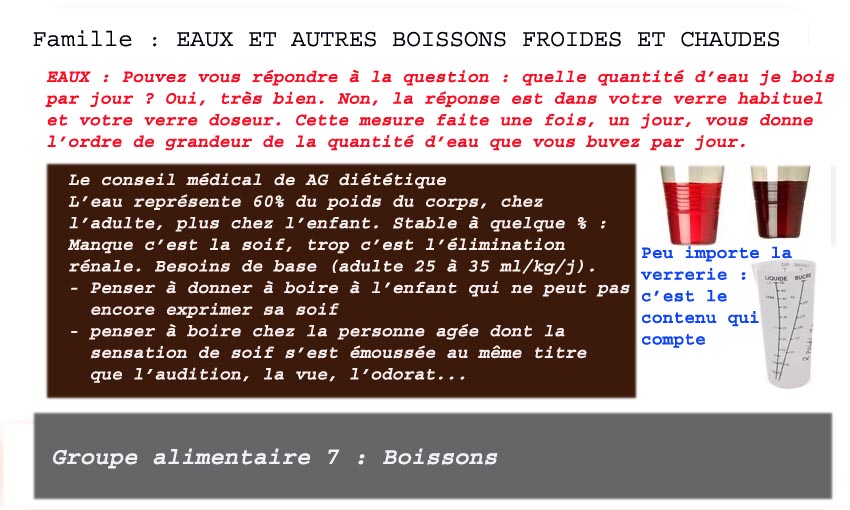 Famille : EAUX ET AUTRES BOISSONS FROIDES ET CHAUDES
EAUX : Pouvez vous répondre à la question : quelle quantité d’eau je bois
par jour ? Oui, très bien. Non, la réponse est dans votre verre habituel
et votre verre doseur. Cette mesure faite une fois, un jour, vous donne
l’ordre de grandeur de la quantité d’eau que vous buvez par jour.
Le conseil médical de AG diététique
L’eau représente 60% du poids du corps, chez
l’adulte, plus chez l’enfant. Stable à quelque % :
Manque c’est la soif, trop c’est l’élimination
rénale. Besoins de base (adulte 25 à 35 ml/kg/j).
- Penser à donner à boire à l’enfant qui ne peut pas
encore exprimer sa soif
- penser à boire chez la personne agée dont la
sensation de soif s’est émoussée au même titre
que l’audition, la vue, l’odorat...
Peu importe la
verrerie :
c’est le
contenu qui
compte
LIQUIDE SUCRE
Groupe alimentaire 7 : Boissons